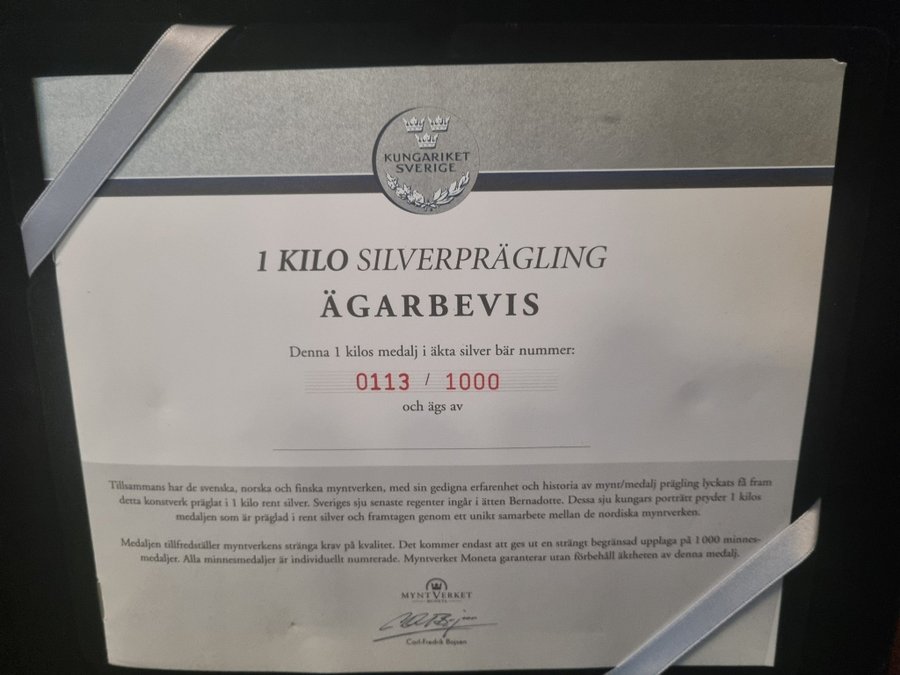 KUNGARIKET
SVERIGE
1 KILO SILVERPRÄGLING
ÄGARBEVIS
Denna 1 kilos medalj i äkta silver bär nummer:
0113 / 1000
och ägs av
Tillsammans har de svenska, norska och finska myntverken, med sin gedigna erfarenhet och historia av mynt/medalj prägling lyckats få fram
detta konstverk präglat i 1 kilo rent silver. Sveriges sju senaste regenter ingår i ätten Bernadotte. Dessa sju kungars porträtt pryder 1 kilos
medaljen som är präglad i rent silver och framtagen genom ett unikt samarbete mellan de nordiska myntverken.
Medaljen tillfredställer myntverkens stränga krav på kvalitet. Det kommer endast att ges ut en strängt begränsad upplaga på 1000 minnes-
medaljer. Alla minnesmedaljer är individuellt numrerade. Myntverket Moneta garanterar utan förbehåll äktheten av denna medalj.
MYNTVERKET
MONETA
Carl-Fredrik Bojsen